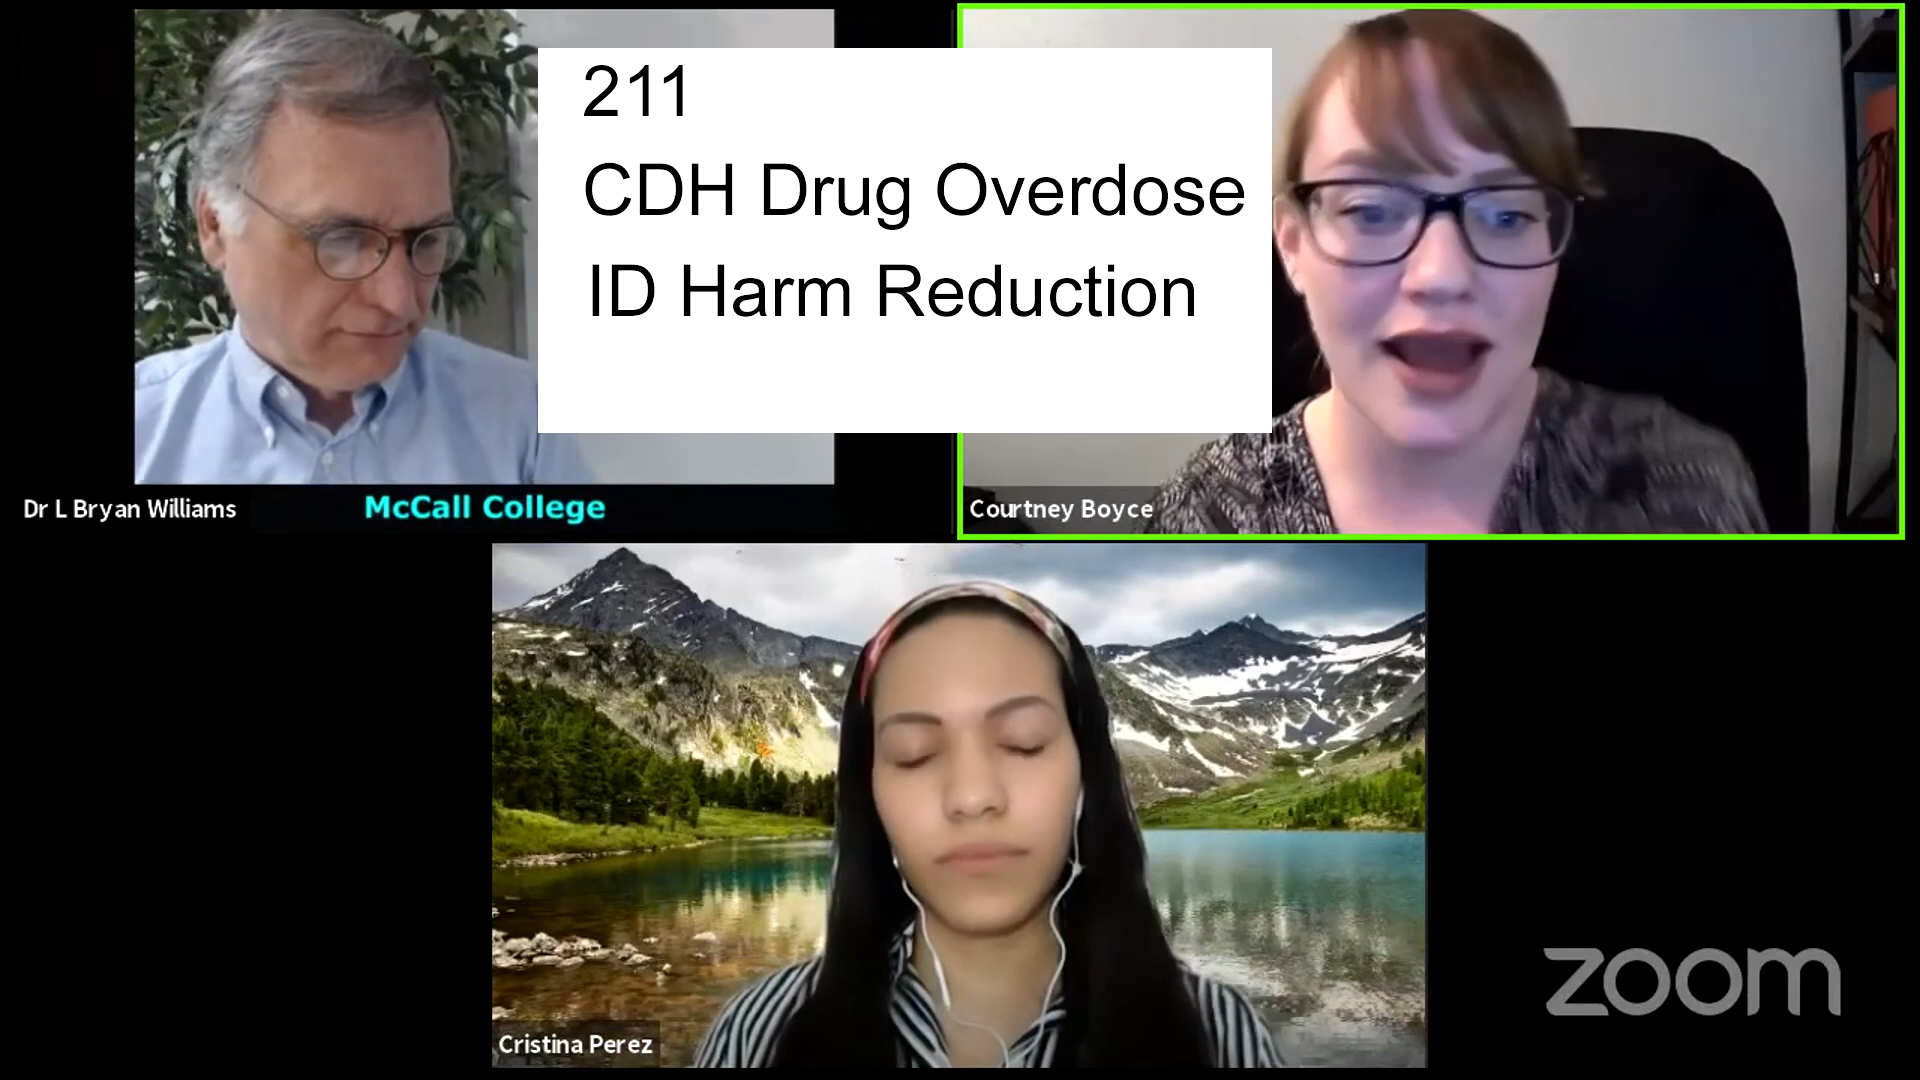 211
CDH Drug Overdose
ID Harm Reduction
Dr L Bryan Williams
McCall College
Courtney Boyce
Cristina Perez
zoom